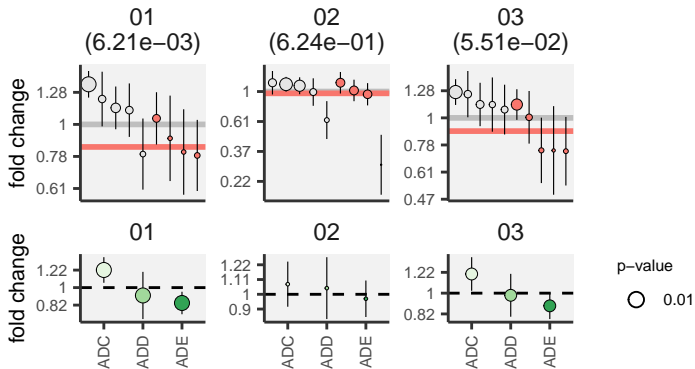 01
(6.21e−03)
02
(6.24e−01)
03
(5.51e−02)
fold change
1.28
1
0.78
0.61
1
0.61
0.37
0.22
1.28
1
0.78
0.61
0.47
01
02
03
fold change
1.22
1
0.82
1.22
1.11
1
0.9
1.22
1
0.82
ADC
ADD
ADE
ADC
ADD
ADE
ADC
ADD
ADE
p−value
0.01